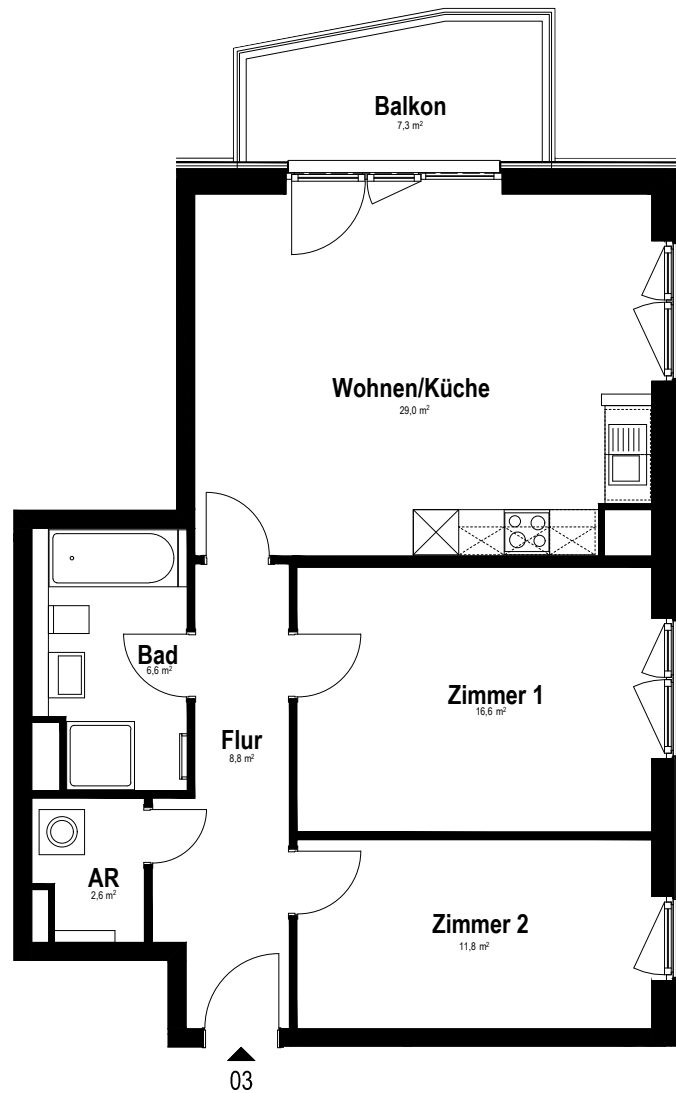 Balkon
7,3 m²
Wohnen/Küche
29,0 m²
Bad
6,6 m²
Zimmer 1
16,6 m²
Flur
8,8 m²
AR
2,6 m²
Zimmer 2
11,8 m²
03